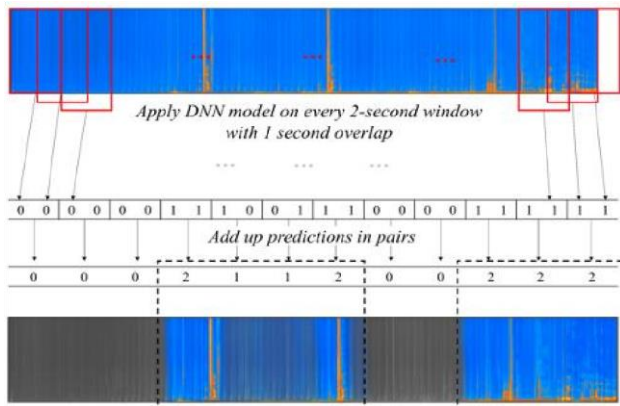 Apply DNN model on every 2-second window
with 1 second overlap
0 0 0 0 0 0 1 1 1 0 0 1 1 1 0 0 0 0 1 1 1 1 1 1
Add up predictions in pairs
0 0 0 2 1 1 2 0 0 2 2 2